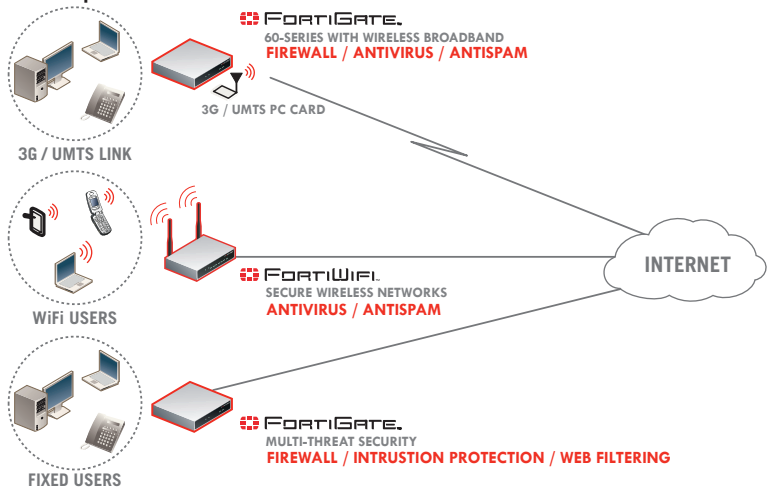 FORTIGATE
60-SERIES WITH WIRELESS BROADBAND
FIREWALL / ANTIVIRUS / ANTISPAM
3G / UMTS PC CARD
3G / UMTS LINK
INTERNET
FORTIWIFI
SECURE WIRELESS NETWORKS
ANTIVIRUS / ANTISPAM
WiFi USERS
FORTIGATE
MULTI-THREAT SECURITY
FIREWALL / INTRUSTION PROTECTION / WEB FILTERING
FIXED USERS